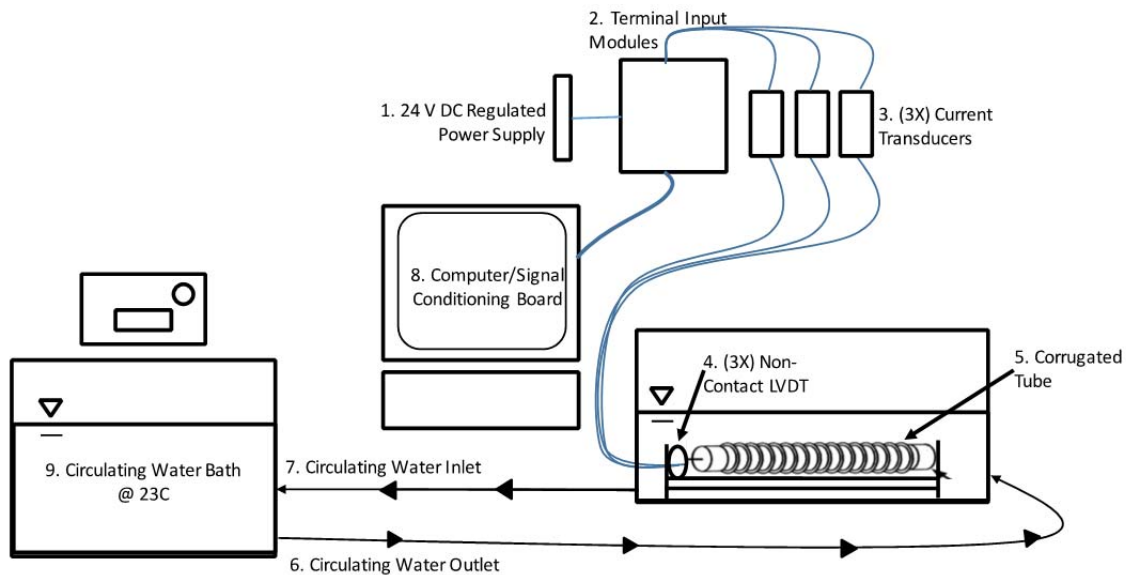 2. Terminal Input
Modules
1. 24 V DC Regulated
Power Supply
3. (3X) Current
Transducers
8. Computer/Signal
Conditioning Board
4. (3X) Non-
Contact LVDT
5. Corrugated
Tube
9. Circulating Water Bath
@ 23C
7. Circulating Water Inlet
6. Circulating Water Outlet